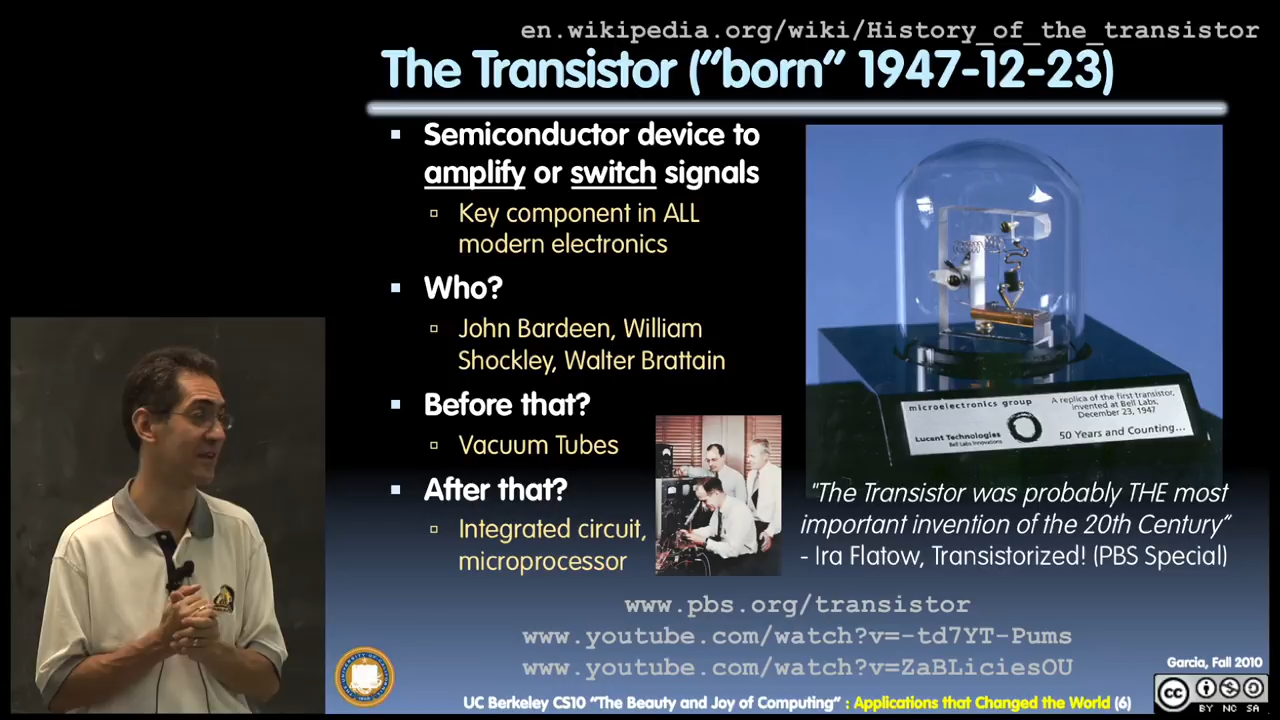 en.wikipedia.org/wiki/History_of_the_transistor
The Transistor ("born" 1947-12-23)
Semiconductor device to
amplify or switch signals
Key component in ALL
modern electronics
Who?
John Bardeen, William
Shockley, Walter Brattain
Before that?
Vacuum Tubes
After that?
Integrated circuit,
microprocessor
microelectronics group
Lucent Technologies
Bell Labs Innovations
A replica of the first transistor,
invented at Bell Labs,
December 23, 1947
50 Years and Counting...
"The Transistor was probably THE most
important invention of the 20th Century"
- Ira Flatow, Transistorized! (PBS Special)
www.pbs.org/transistor
www.youtube.com/watch?v=-td7YT-Pums
www.youtube.com/watch?v=ZaBLiciesOU
Garcia, Fall 2010
UC Berkeley CS10 "The Beauty and Joy of Computing" : Applications that Changed the World (6)
cc
BY NC SA